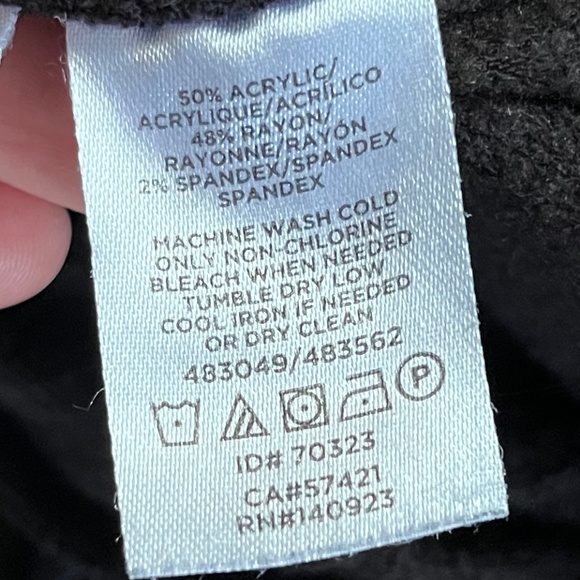 50% ACRYLIC/
ACRYLIQUE/ACRÍLICO
48% RAYON/
RAYONNE/RAYÓN
2% SPANDEX/SPANDEX
SPANDEX
MACHINE WASH COLD
ONLY NON-CHLORINE
BLEACH WHEN NEEDED
TUMBLE DRY LOW
COOL IRON IF NEEDED
OR DRY CLEAN
483049/483562
P
ID# 70323
CA#57421
RN#140923